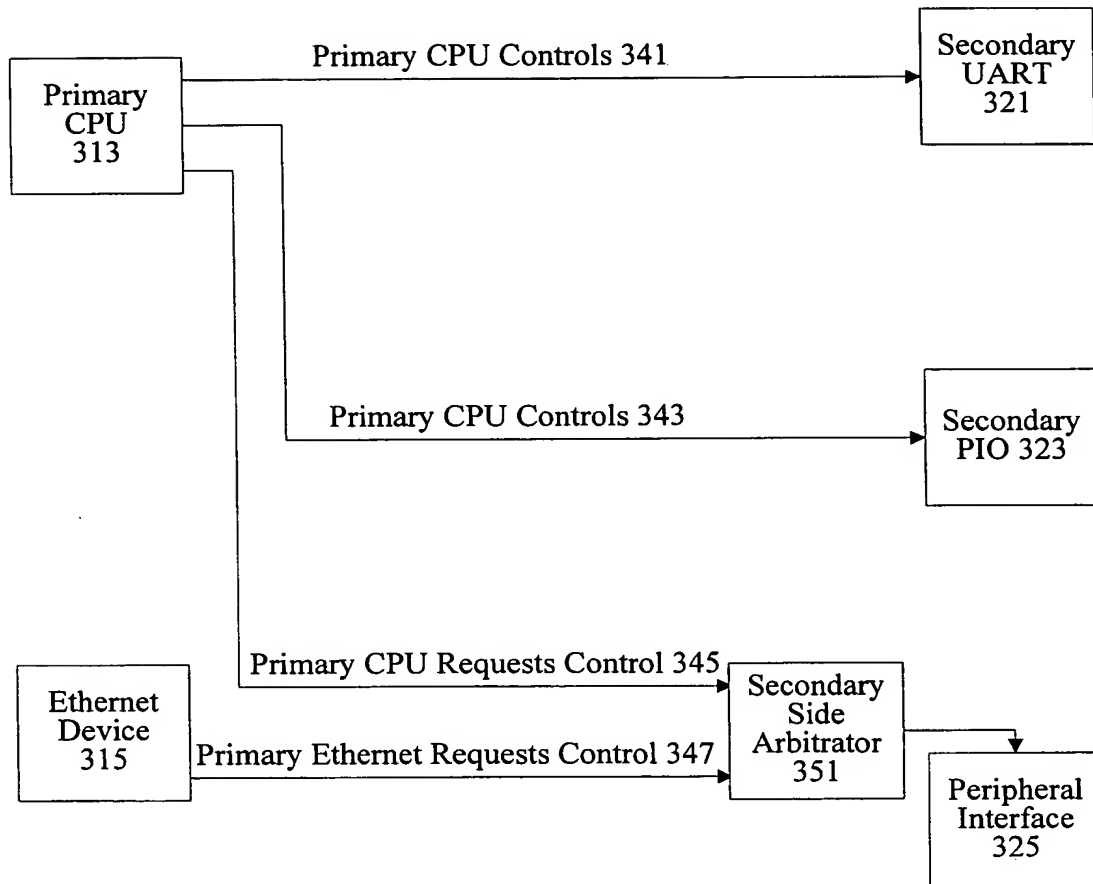 Primary CPU Controls 341
Secondary
UART
321
Primary
CPU
313
Primary CPU Controls 343
Secondary
PIO 323
Primary CPU Requests Control 345
Ethernet
Device
315
Primary Ethernet Requests Control 347
Secondary
Side
Arbitrator
351
Peripheral
Interface
325